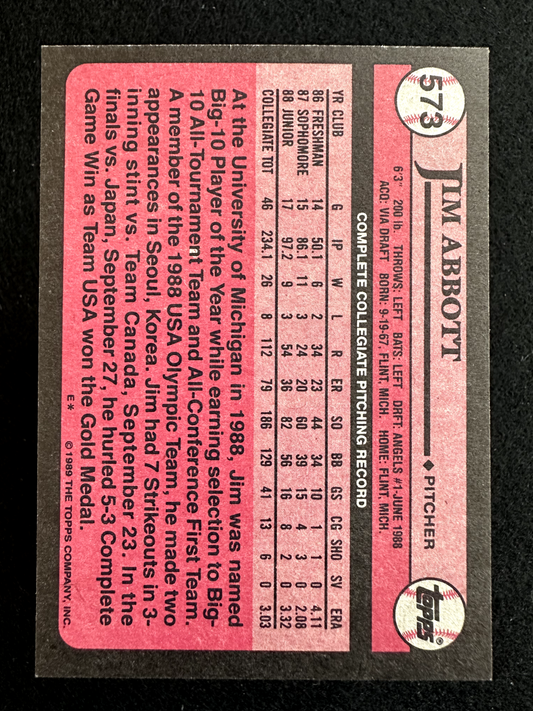 573
JIM ABBOTT ♦ PITCHER
TOPPS®
6'3" 200 lb. THROWS: LEFT BATS: LEFT DRFT: ANGELS #1-JUNE 1988
ACQ: VIA DRAFT BORN: 9-19-67, FLINT, MICH. HOME: FLINT, MICH.
COMPLETE COLLEGIATE PITCHING RECORD
YR CLUB G IP W L R ER SO BB GS CG SHO SV ERA
86 FRESHMAN 14 50.1 6 2 34 23 44 34 10 1 1 0 4.11
87 SOPHOMORE 15 86.1 11 3 24 20 60 39 15 4 3 0 2.08
88 JUNIOR 17 97.2 9 3 54 36 82 56 16 8 2 0 3.32
COLLEGIATE TOT 46 234.1 26 8 112 79 186 129 41 13 6 0 3.03
At the University of Michigan in 1988, Jim was named
Big-10 Player of the Year while earning selection to Big-
10 All-Tournament Team and All-Conference First Team.
A member of the 1988 USA Olympic Team, he made two
appearances in Seoul, Korea. Jim had 7 Strikeouts in 3-
inning stint vs. Team Canada, September 23. In the
finals vs. Japan, September 27, he hurled 5-3 Complete
Game Win as Team USA won the Gold Medal.
E* ©1989 THE TOPPS COMPANY, INC.